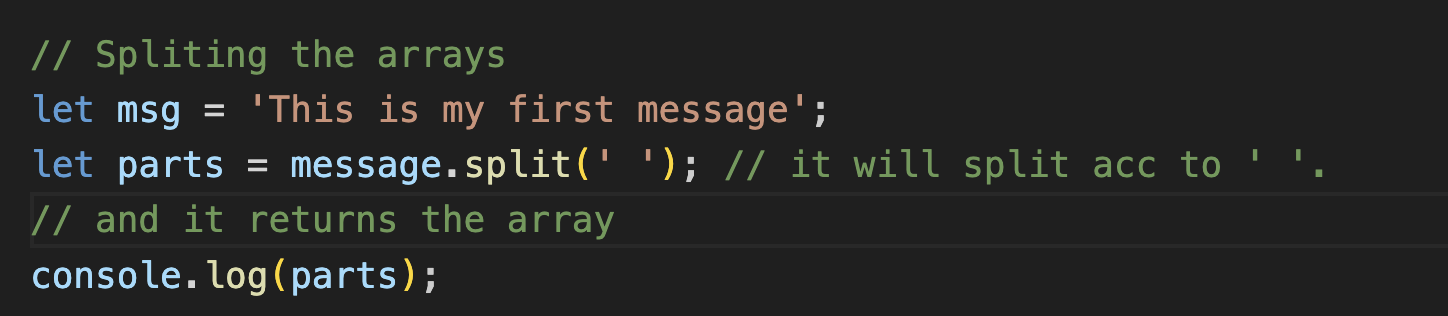 // Spliting the arrays
let msg = 'This is my first message';
let parts = message.split(' '); // it will split acc to ' '.
// and it returns the array
console.log(parts);